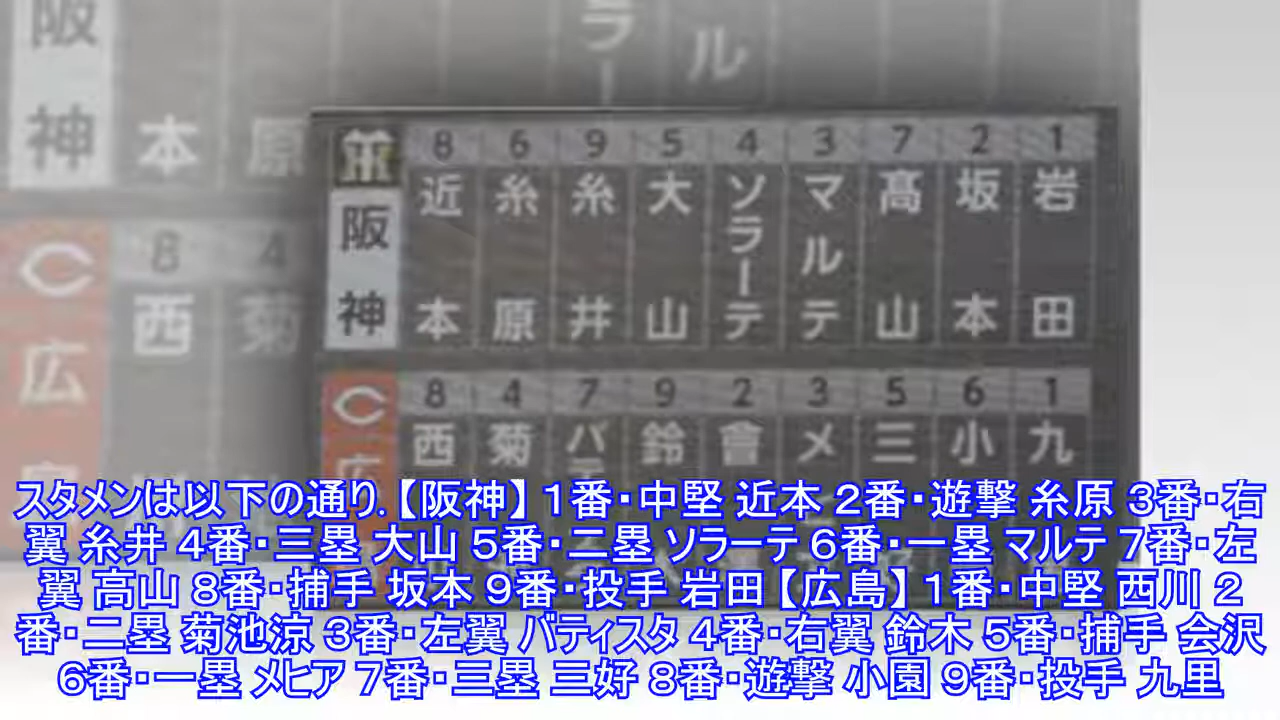 阪神 本 原 ラー ル
C 広 8 4
西 菊
8 6 9 5 4 3 7 2 1
阪神 近本 糸原 糸井 大山 ソラーテ マルテ 髙山 坂本 岩田
8 4 7 9 2 3 5 6 1
C 広 西 菊 バテ 鈴 會 メ 三 小 九
スタメンは以下の通り.【阪神】 1番・中堅 近本 2番・遊撃 糸原 3番・右
翼 糸井 4番・三塁 大山 5番・二塁 ソラーテ 6番・一塁 マルテ 7番・左
翼 高山 8番・捕手 坂本 9番・投手 岩田 【広島】 1番・中堅 西川 2
番・二塁 菊池涼 3番・左翼 バティスタ 4番・右翼 鈴木 5番・捕手 会沢
6番・一塁 メヒア 7番・三塁 三好 8番・遊撃 小園 9番・投手 九里